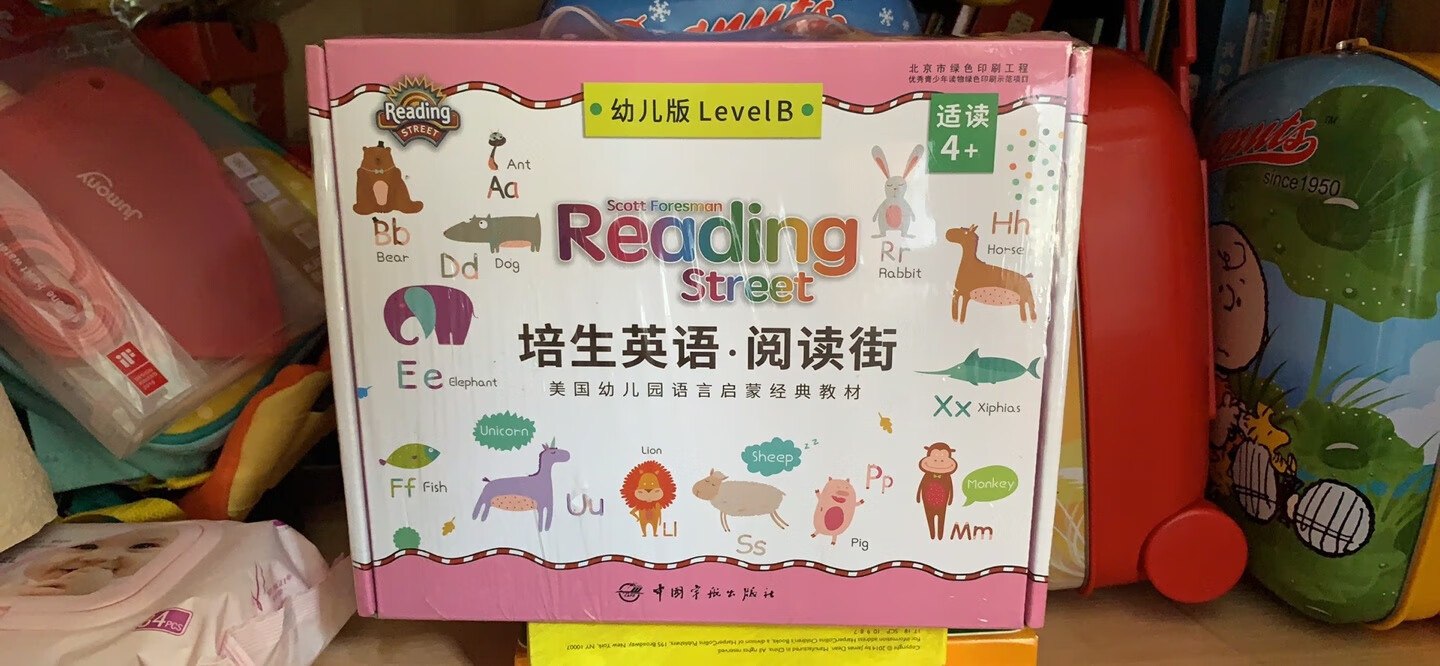 北京市绿色印刷工程
优秀青少年读物绿色印刷示范项目
Reading
STREET
幼儿版 Level B
适读
4+
Ant
Aa
Bb
Bear
Dd
Dog
Scott Foresman
Reading
Street
Rr
Rabbit
Hh
Horse
培生英语·阅读街
美国幼儿园语言启蒙经典教材
Ee
Elephant
Xx
Xiphias
Unicorn
Uu
Ff
Fish
Lion
Ll
Sheep
zzz
Ss
Pp
Pig
Monkey
Mm
中国宇航出版社
Jumony
since 1950
64PCS